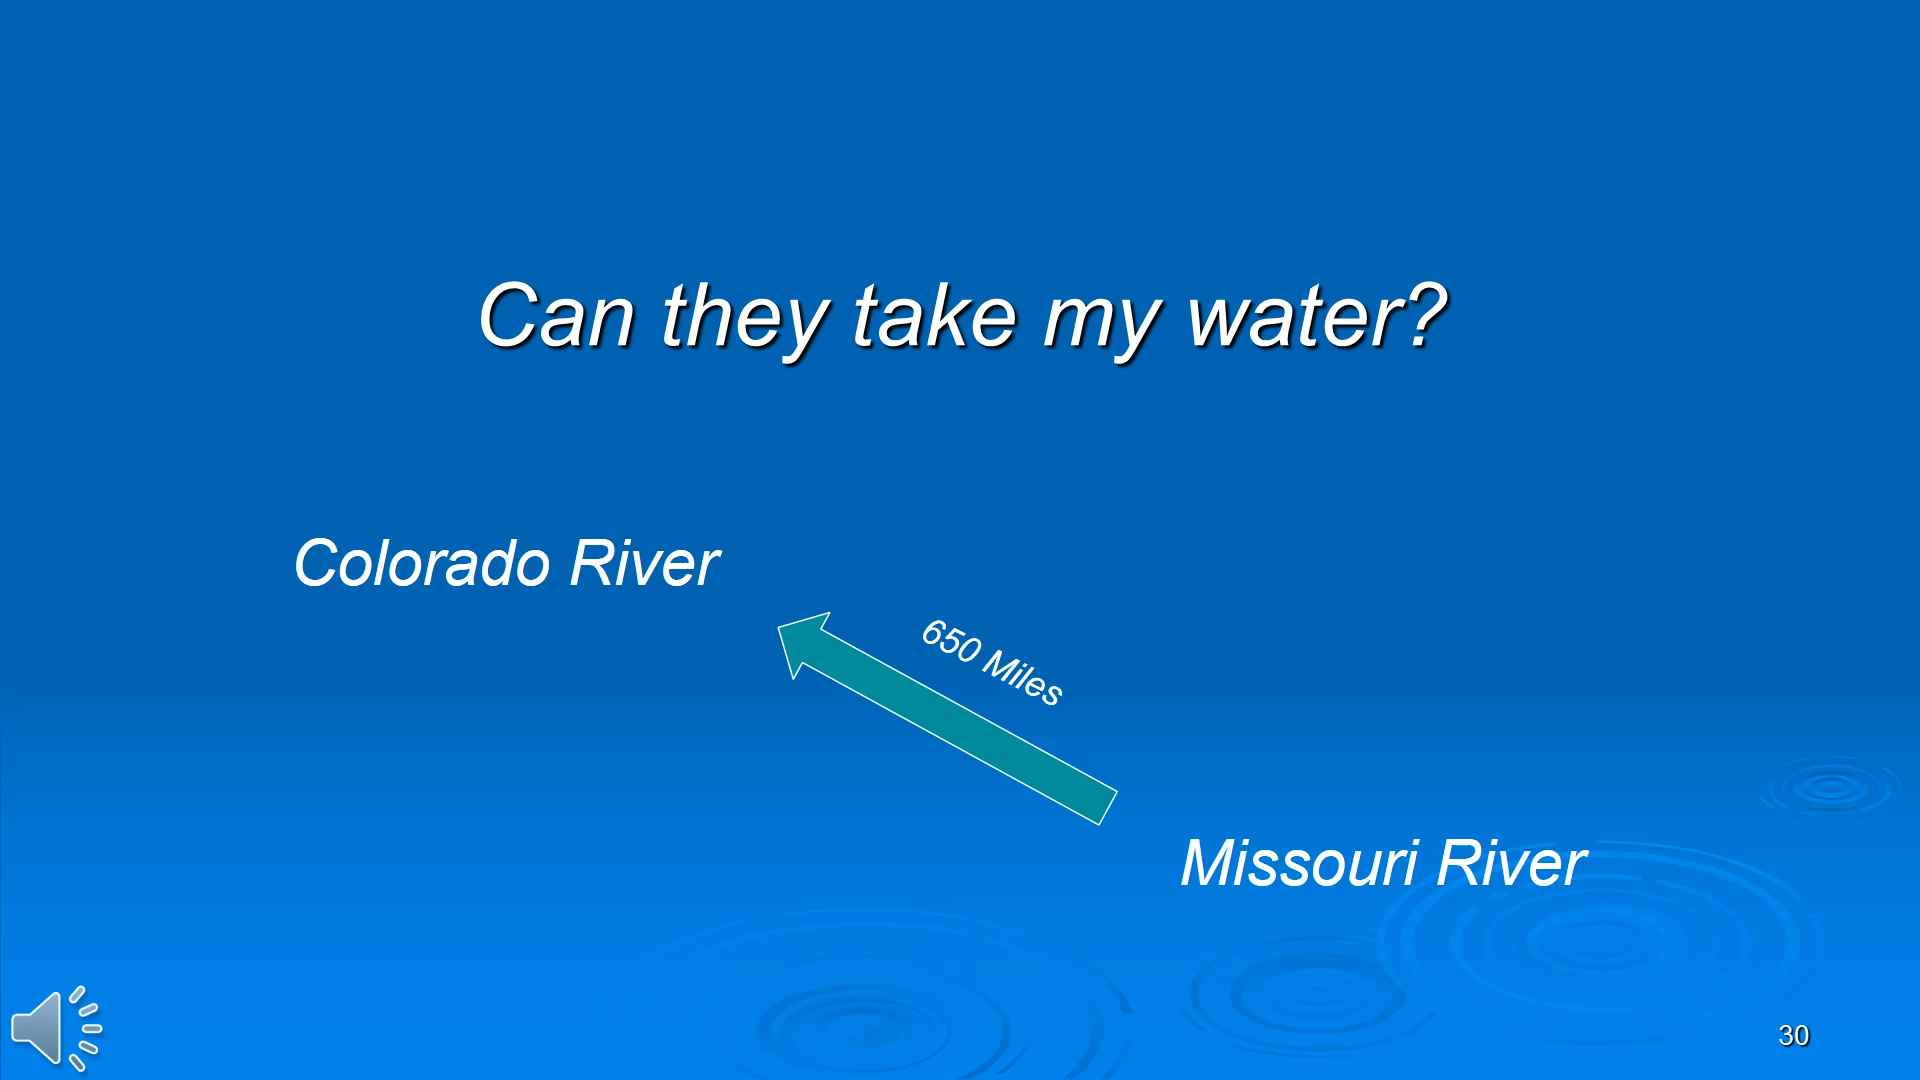 Can they take my water?
Colorado River
650 Miles
Missouri River
30